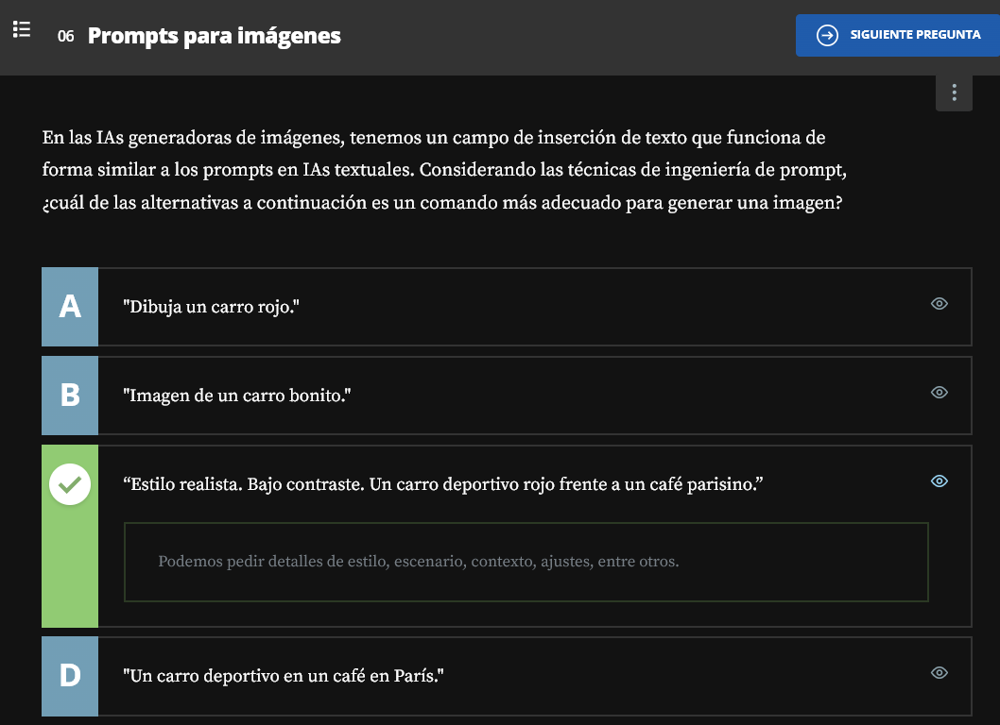 06 Prompts para imágenes
SIGUIENTE PREGUNTA
En las IAs generadoras de imágenes, tenemos un campo de inserción de texto que funciona de
forma similar a los prompts en IAs textuales. Considerando las técnicas de ingeniería de prompt,
¿cuál de las alternativas a continuación es un comando más adecuado para generar una imagen?
A
"Dibuja un carro rojo."
B
"Imagen de un carro bonito."
“Estilo realista. Bajo contraste. Un carro deportivo rojo frente a un café parisino.”
Podemos pedir detalles de estilo, escenario, contexto, ajustes, entre otros.
D
"Un carro deportivo en un café en París."